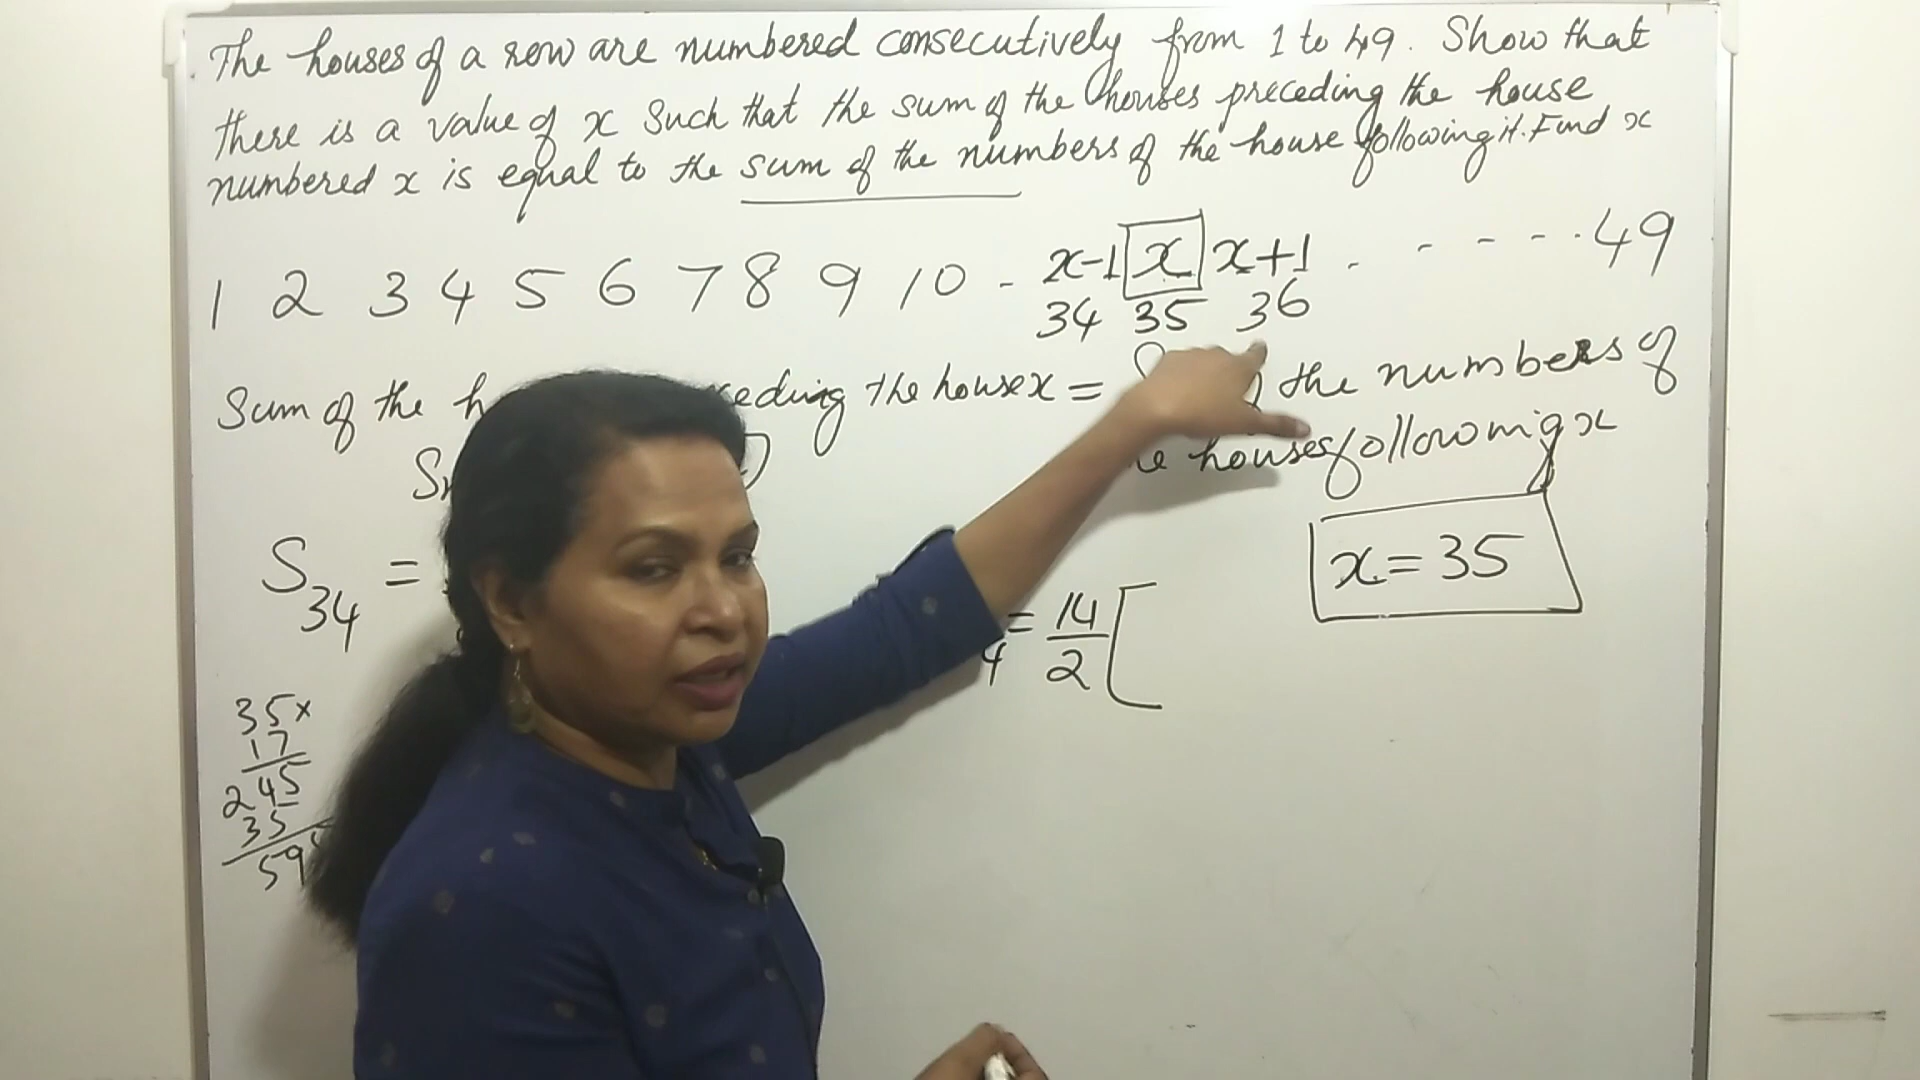 The houses of a row are numbered consecutively from 1 to 49. Show that
there is a value of x such that the sum of the houses preceding the house
numbered x is equal to the sum of the numbers of the house following it. Find x
1 2 3 4 5 6 7 8 9 10 - x-1 x x+1 - - - - - . 49
34 35 36
Sum of the the house x = the numbers of
houses following x
S
x = 35
S34 =
4 = 14/2 [
35 x
17
245
35
59